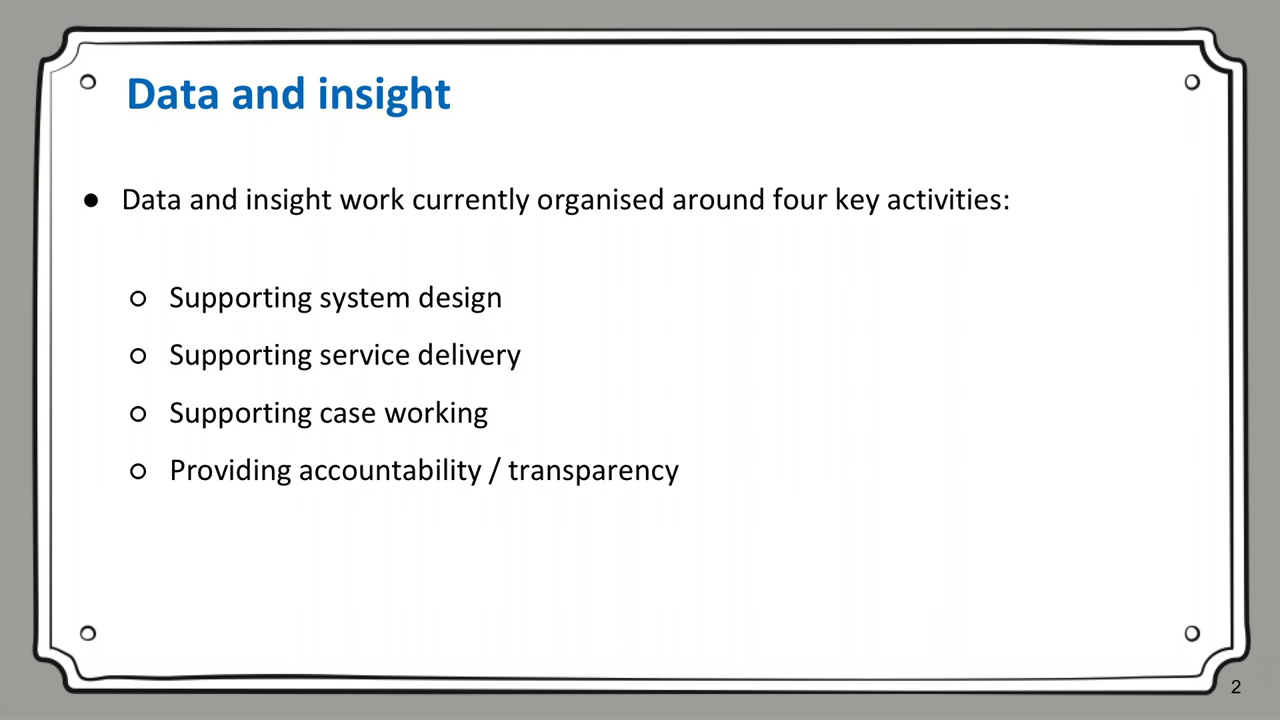 Data and insight
● Data and insight work currently organised around four key activities:
○ Supporting system design
○ Supporting service delivery
○ Supporting case working
○ Providing accountability / transparency
2